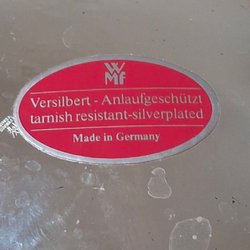 WMF
Versilbert - Anlaufgeschützt
tarnish resistant-silverplated
Made in Germany